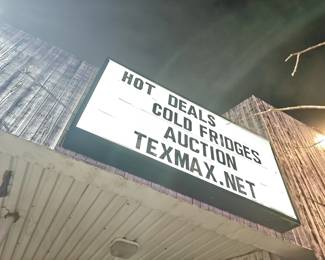 HOT DEALS
COLD FRIDGES
AUCTION
TEXMAX.NET